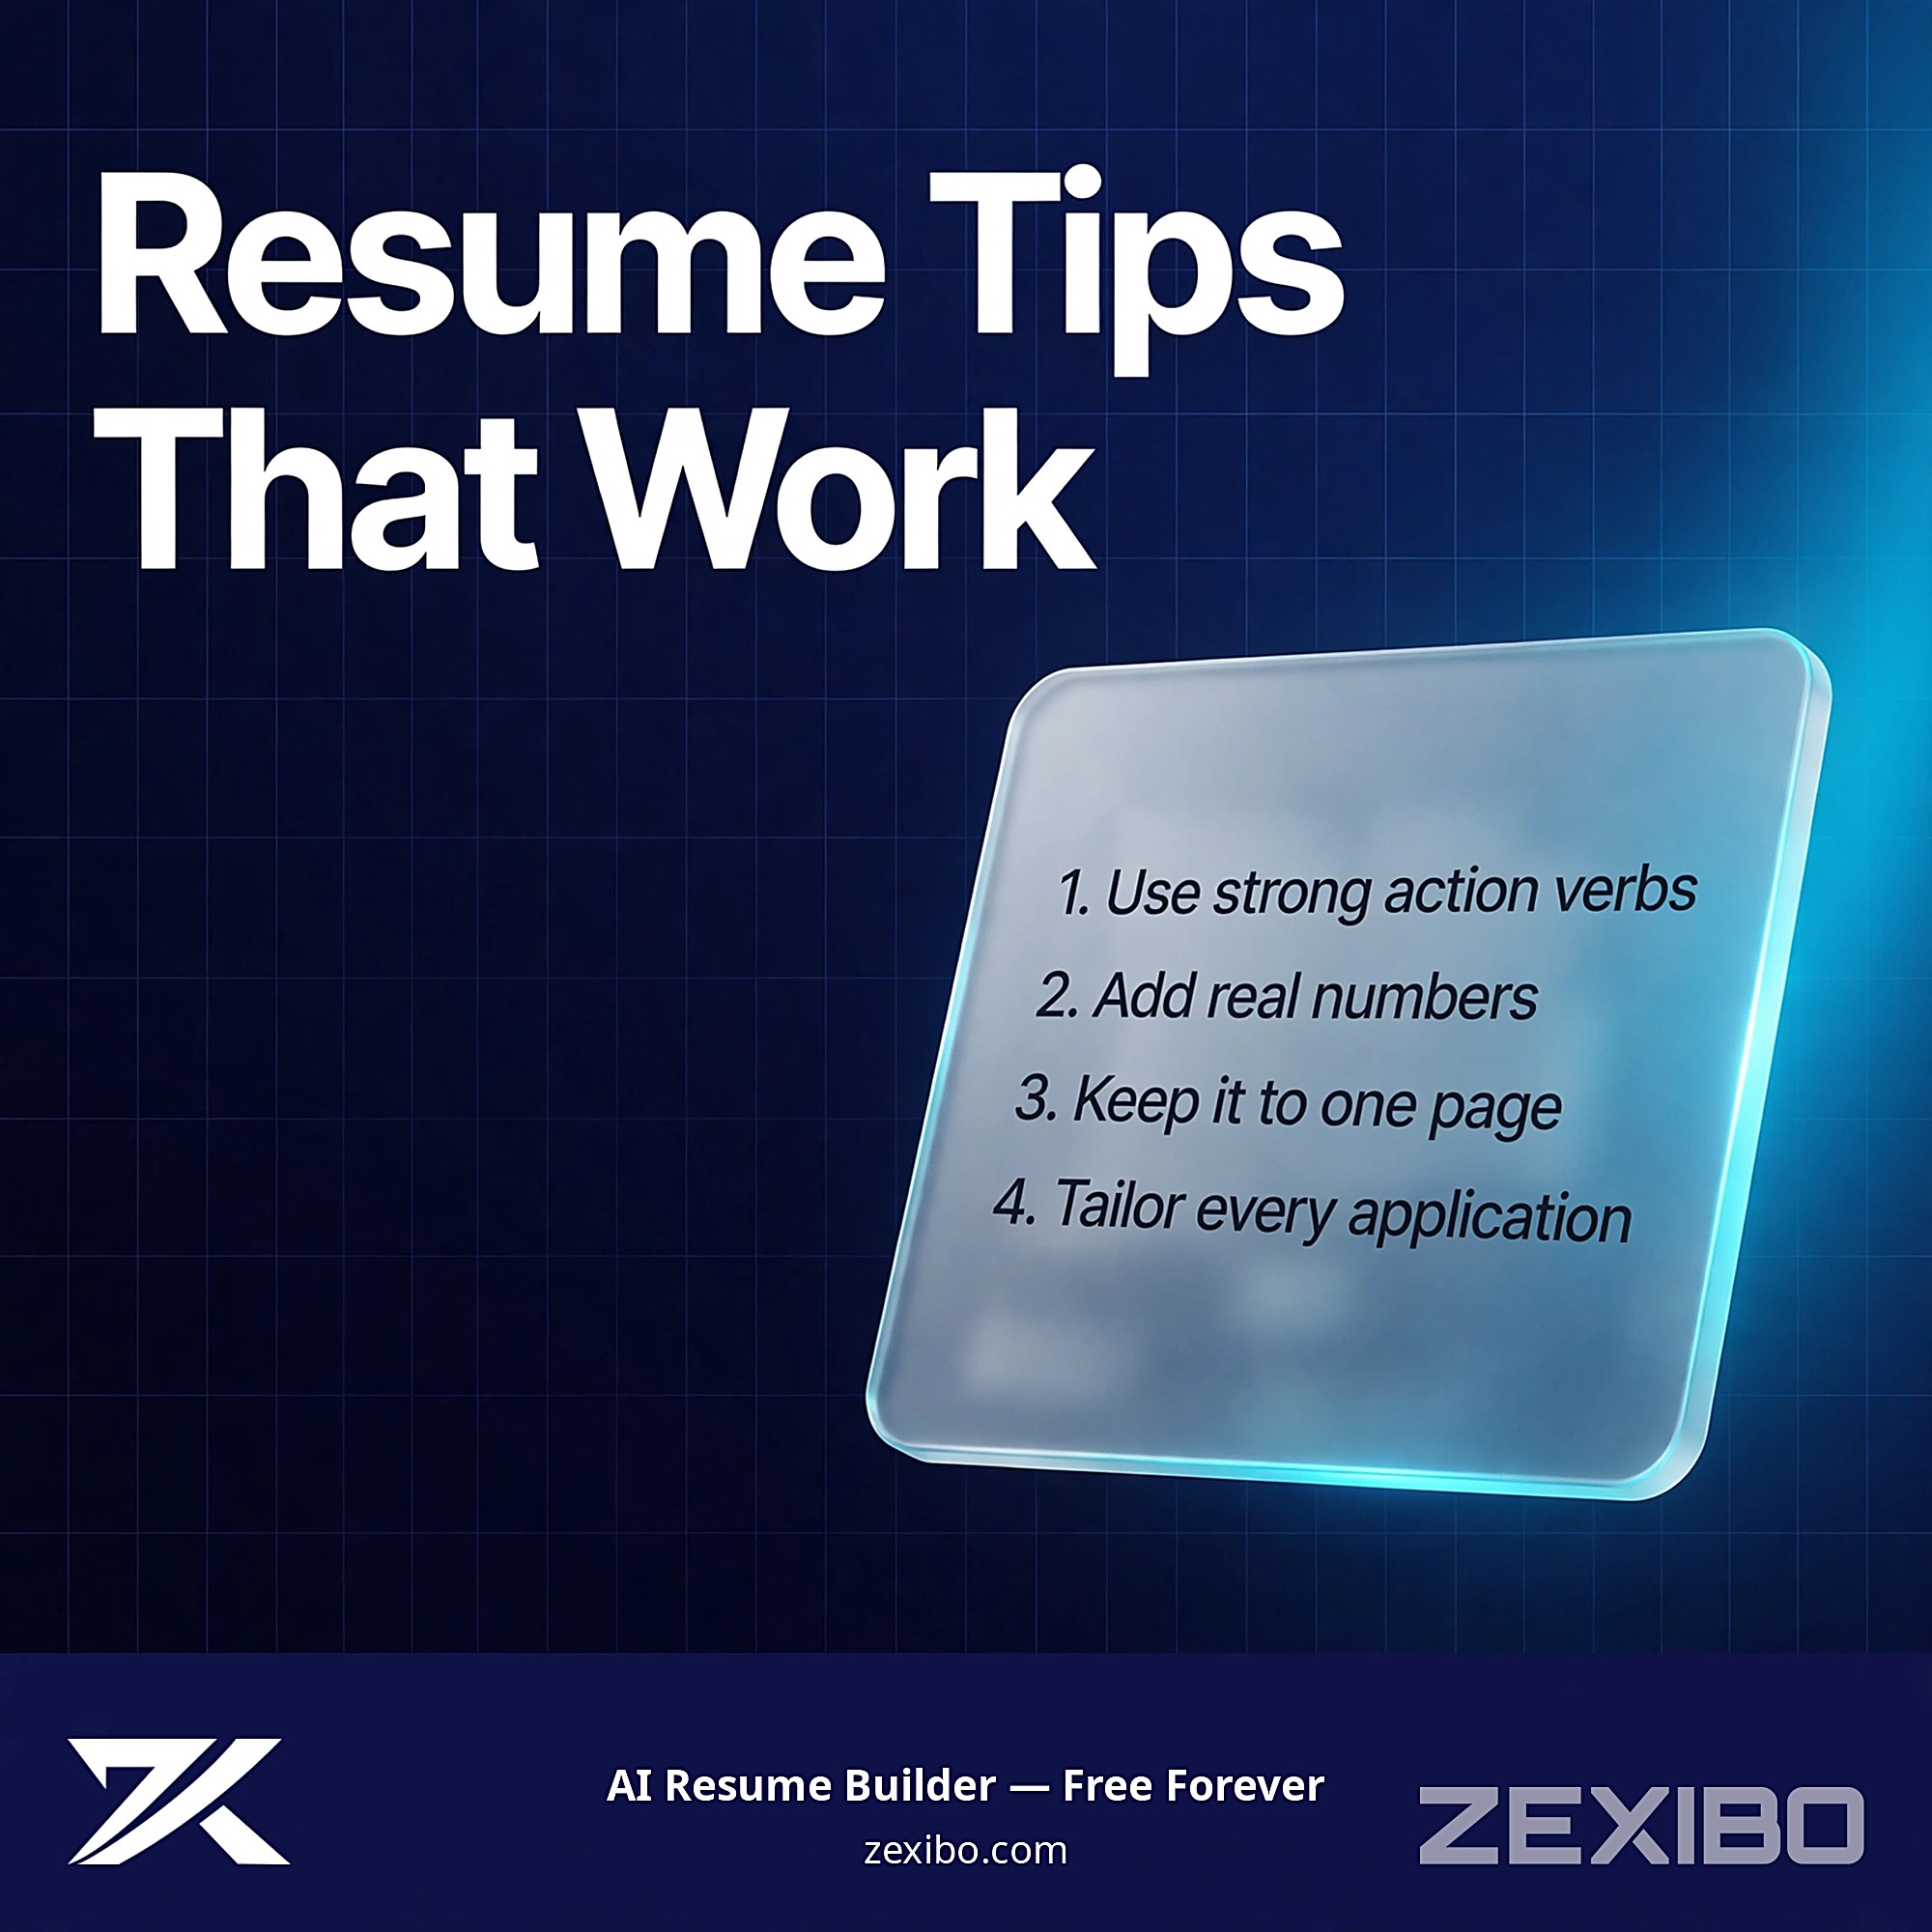 Resume Tips
That Work
1. Use strong action verbs
2. Add real numbers
3. Keep it to one page
4. Tailor every application
AI Resume Builder — Free Forever
zexibo.com
ZEXIBO